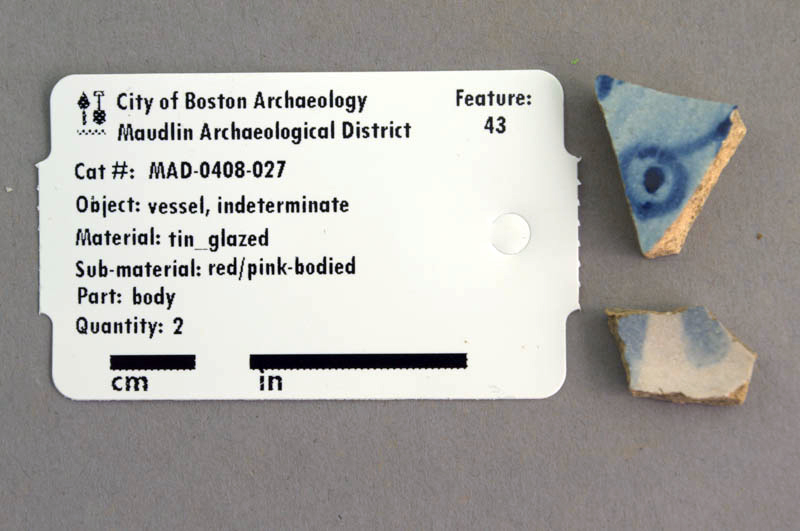 City of Boston Archaeology
Maudlin Archaeological District
Feature:
43
Cat #: MAD-0408-027
Object: vessel, indeterminate
Material: tin_glazed
Sub-material: red/pink-bodied
Part: body
Quantity: 2
cm
in